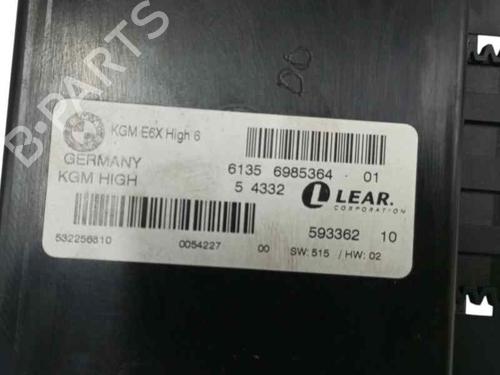 DO
KGM E6X High 6
GERMANY
KGM HIGH
6135 6985364 - 01
5 4332
LEAR.
CORPORATION
593362 10
532256810 0054227 00 SW: 515 / HW: 02
B-PARTS